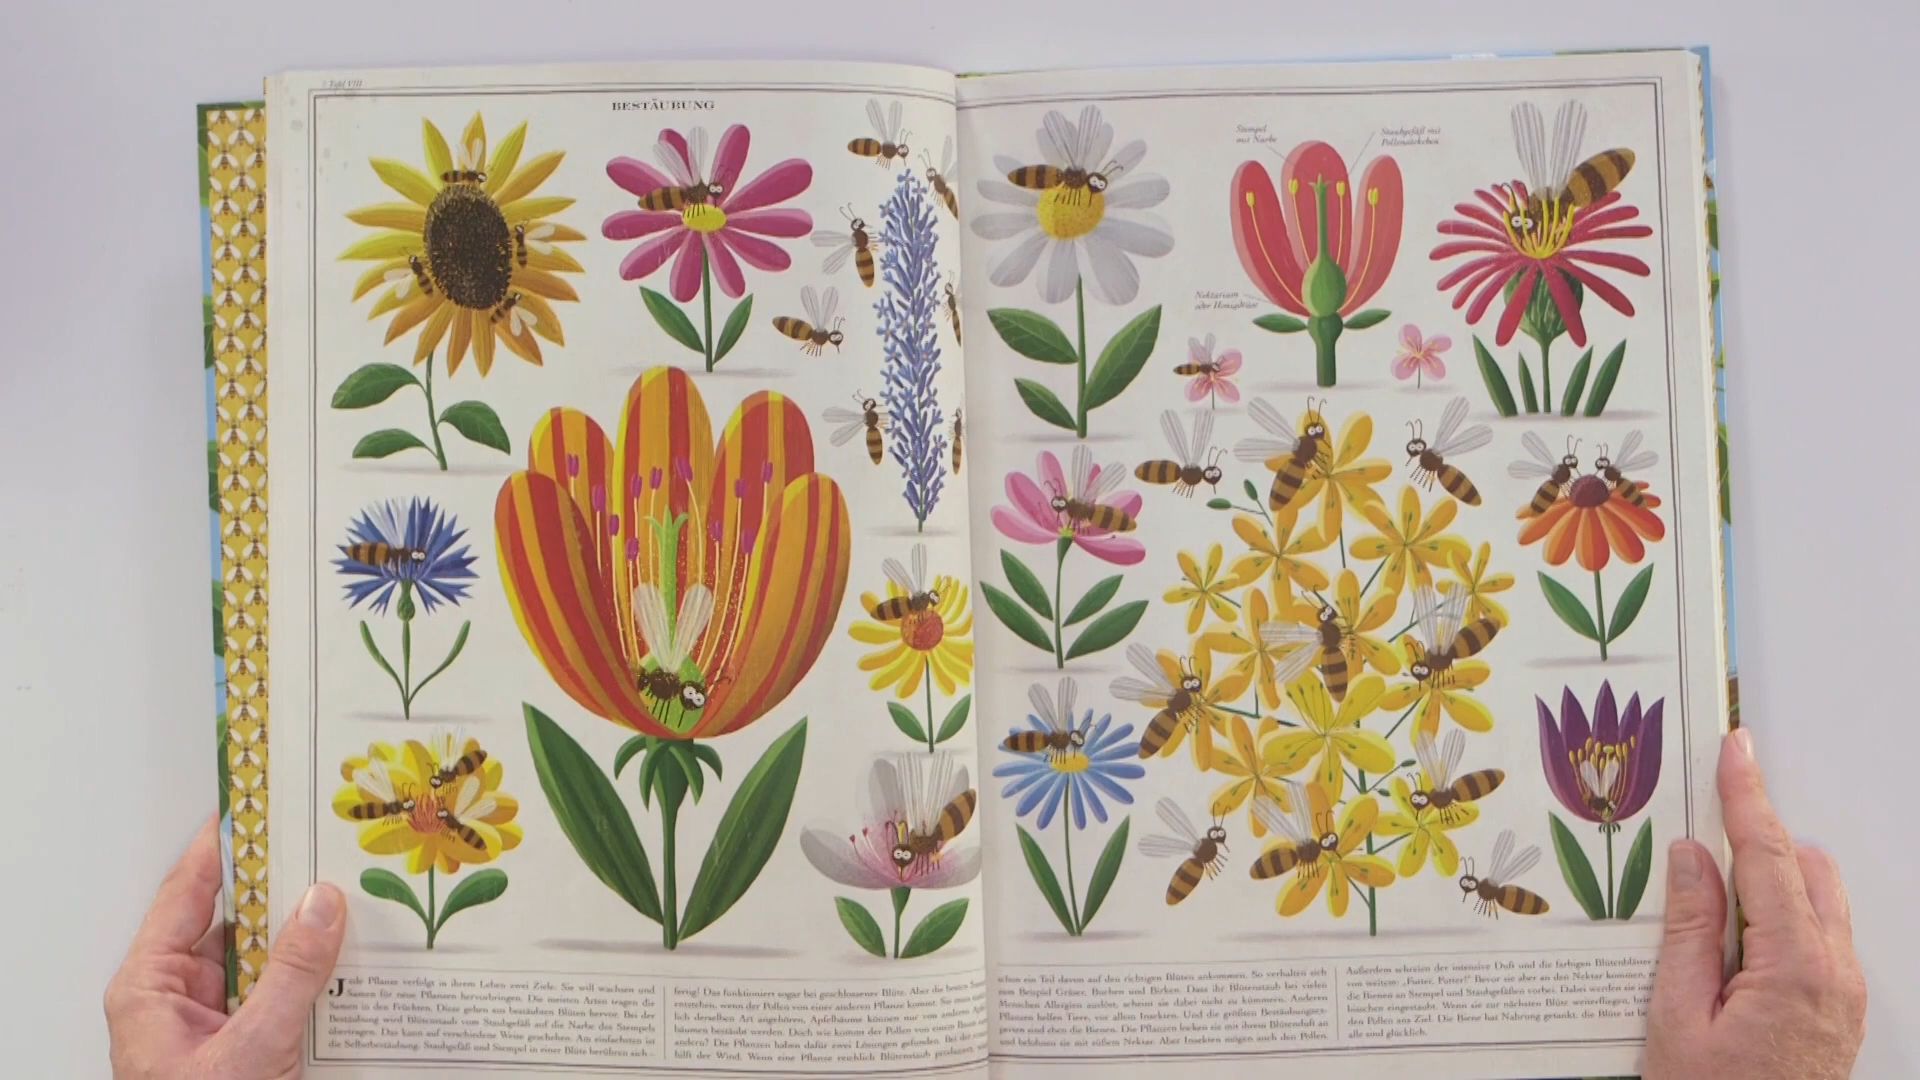 Tafel VIII
BESTÄUBUNG
Stempel
mit Narbe
Staubgefäß mit
Pollensäckchen
Nektarium
oder Honigdrüse
Jede Pflanze verfolgt in ihrem Leben zwei Ziele: Sie will wachsen und
Samen für neue Pflanzen hervorbringen. Die meisten Arten tragen die
Samen in den Früchten. Diese gehen aus bestäubten Blüten hervor. Bei der
Bestäubung wird Blütenstaub vom Staubgefäß auf die Narbe des Stempels
übertragen. Das kann auf verschiedene Weise geschehen. Am einfachsten ist
die Selbstbestäubung: Staubgefäß und Stempel in einer Blüte berühren sich –
fertig! Das funktioniert sogar bei geschlossener Blüte. Aber die besten
entstehen, wenn der Pollen von einer anderen Pflanze kommt. Sie muss
lich derselben Art angehören, Apfelbäume können nur von anderen
bäumen bestäubt werden. Doch wie kommt der Pollen von einem Baum
andern? Die Pflanzen haben dafür zwei Lösungen gefunden. Bei der
hilft der Wind. Wenn eine Pflanze reichlich Blütenstaub
schon ein Teil davon auf den richtigen Blüten ankommen. So verhalten sich
zum Beispiel Gräser, Buchen und Birken. Dass ihr Blütenstaub bei vielen
Menschen Allergien auslöst, scheint sie dabei nicht zu kümmern. Anderen
Pflanzen helfen Tiere, vor allem Insekten. Und die größten
sind eben die Bienen. Die Pflanzen locken sie mit ihrem Blütenduft an
und belohnen sie mit süßem Nektar. Aber Insekten mögen auch den Pollen.
Außerdem schreien der intensive Duft und die farbigen Blütenblätter
von weitem: „Futter, Futter!“ Bevor sie aber an den Nektar kommen,
die Bienen an Stempel und Staubgefäßen vorbei. Dabei werden sie
bisschen eingestaubt. Wenn sie zur nächsten Blüte weiterfliegen,
den Pollen ans Ziel. Die Biene hat Nahrung getankt, die Blüte ist
alle sind glücklich.